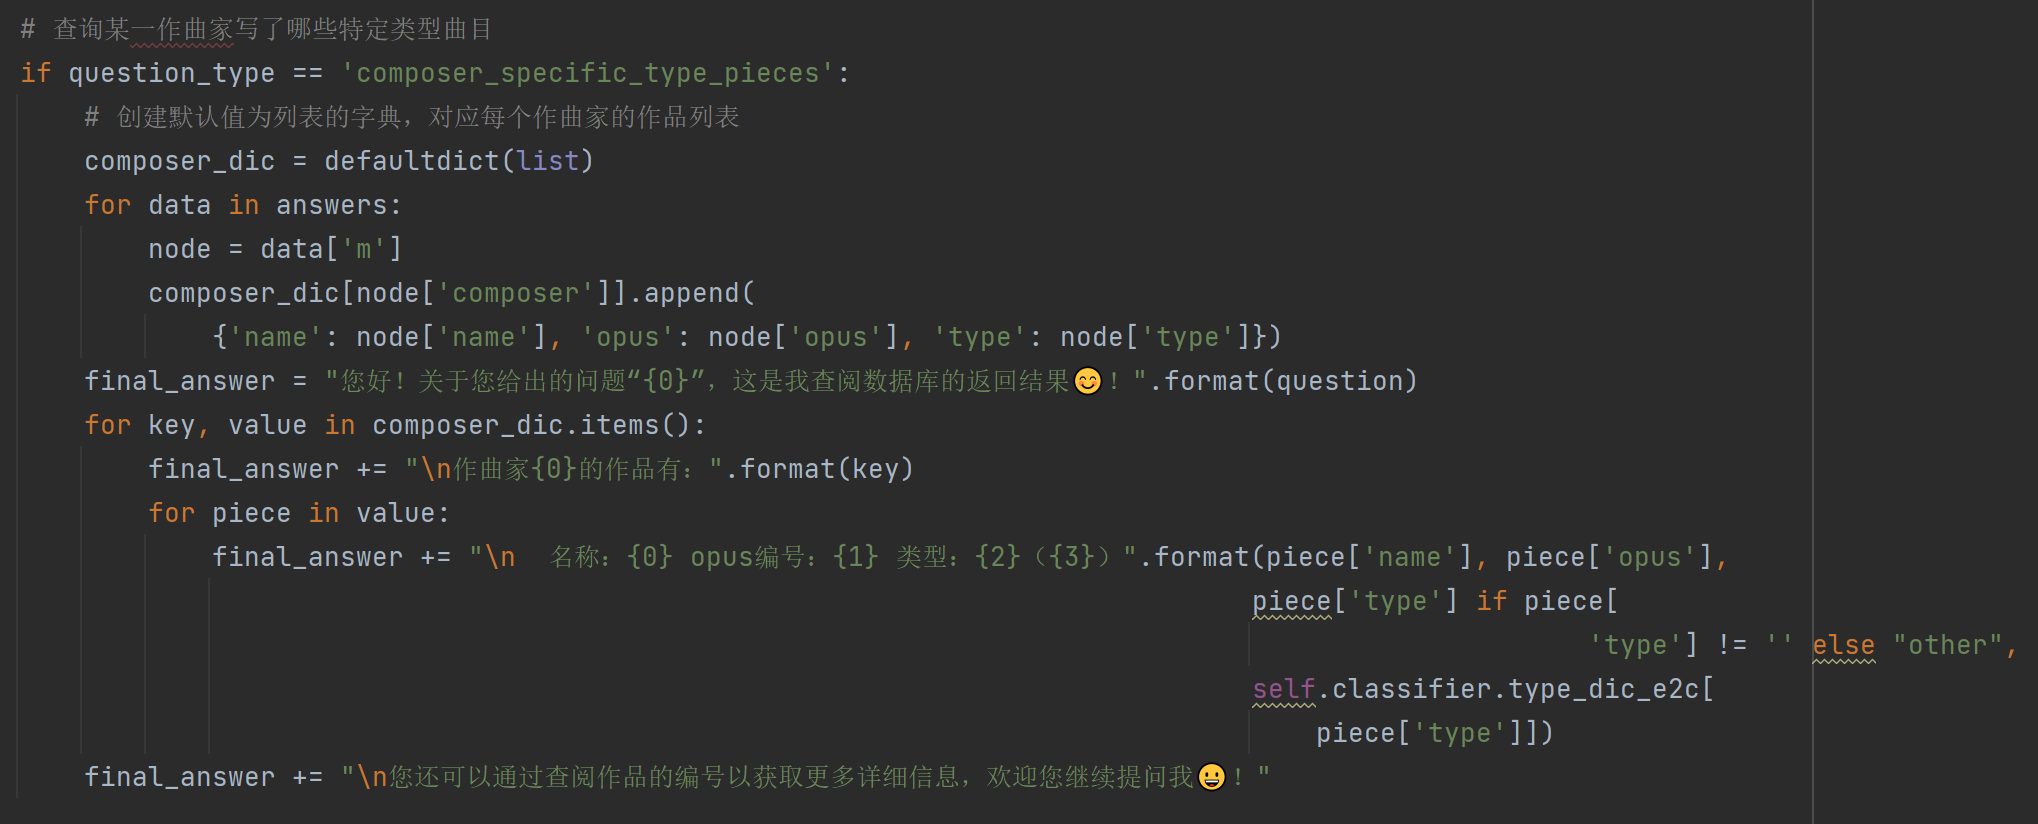 # 查询某一作曲家写了哪些特定类型曲目
if question_type == 'composer_specific_type_pieces':
    # 创建默认值为列表的字典，对应每个作曲家的作品列表
    composer_dic = defaultdict(list)
    for data in answers:
        node = data['m']
        composer_dic[node['composer']].append(
            {'name': node['name'], 'opus': node['opus'], 'type': node['type']})
    final_answer = "您好！关于您给出的问题“{0}”，这是我查阅数据库的返回结果😊！".format(question)
    for key, value in composer_dic.items():
        final_answer += "\n作曲家{0}的作品有：".format(key)
        for piece in value:
            final_answer += "\n  名称：{0} opus编号：{1} 类型：{2}（{3}）".format(piece['name'], piece['opus'],
                                                                             piece['type'] if piece[
                                                                                                  'type'] != '' else "other",
                                                                             self.classifier.type_dic_e2c[
                                                                                 piece['type']])
    final_answer += "\n您还可以通过查阅作品的编号以获取更多详细信息，欢迎您继续提问我😀！"